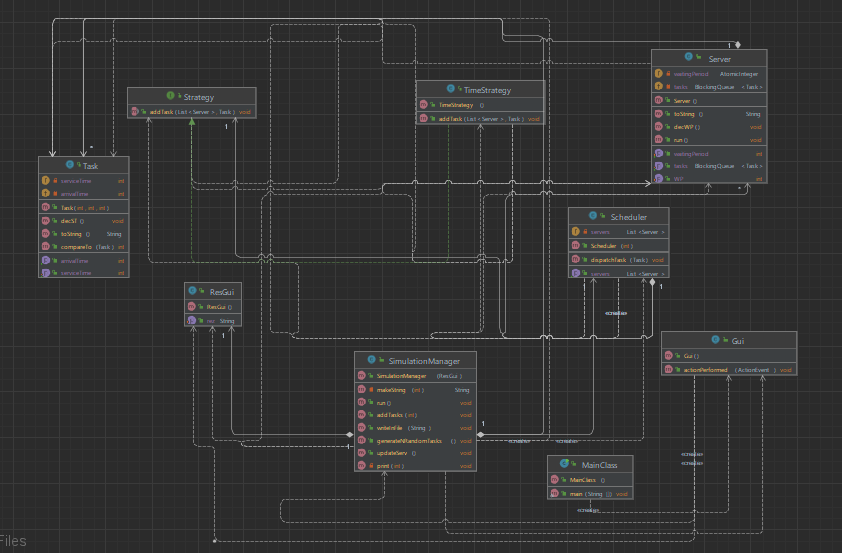 Server
waitingPeriod AtomicInteger
tasks BlockingQueue <Task>
Server ()
toString () String
decWP () void
run () void
waitingPeriod int
tasks BlockingQueue <Task>
WP int
1
*
Strategy
addTask (List <Server>, Task) void
1
TimeStrategy
TimeStrategy ()
addTask (List <Server>, Task) void
*
Task
serviceTime int
arrivalTime int
Task (int, int, int)
decST () void
toString () String
compareTo (Task) int
arrivalTime int
serviceTime int
Scheduler
servers List <Server>
Scheduler (int)
dispatchTask (Task) void
servers List <Server>
1
«create»
ResGui
ResGui ()
String
1
Gui
Gui ()
actionPerformed (ActionEvent) void
SimulationManager
SimulationManager (ResGui)
makeString (int) String
run () void
addTasks (int) void
writeInFile (String) void
generateNRandomTasks () void
updateServ () void
print (int) void
1
1
«create»
«create»
«create»
«create»
MainClass
MainClass ()
main (String []) void
«create»
Files